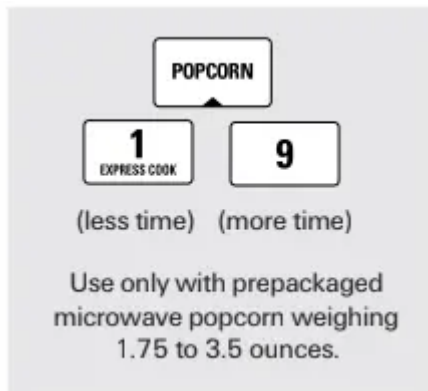 POPCORN
1 9
EXPRESS COOK
(less time) (more time)
Use only with prepackaged
microwave popcorn weighing
1.75 to 3.5 ounces.